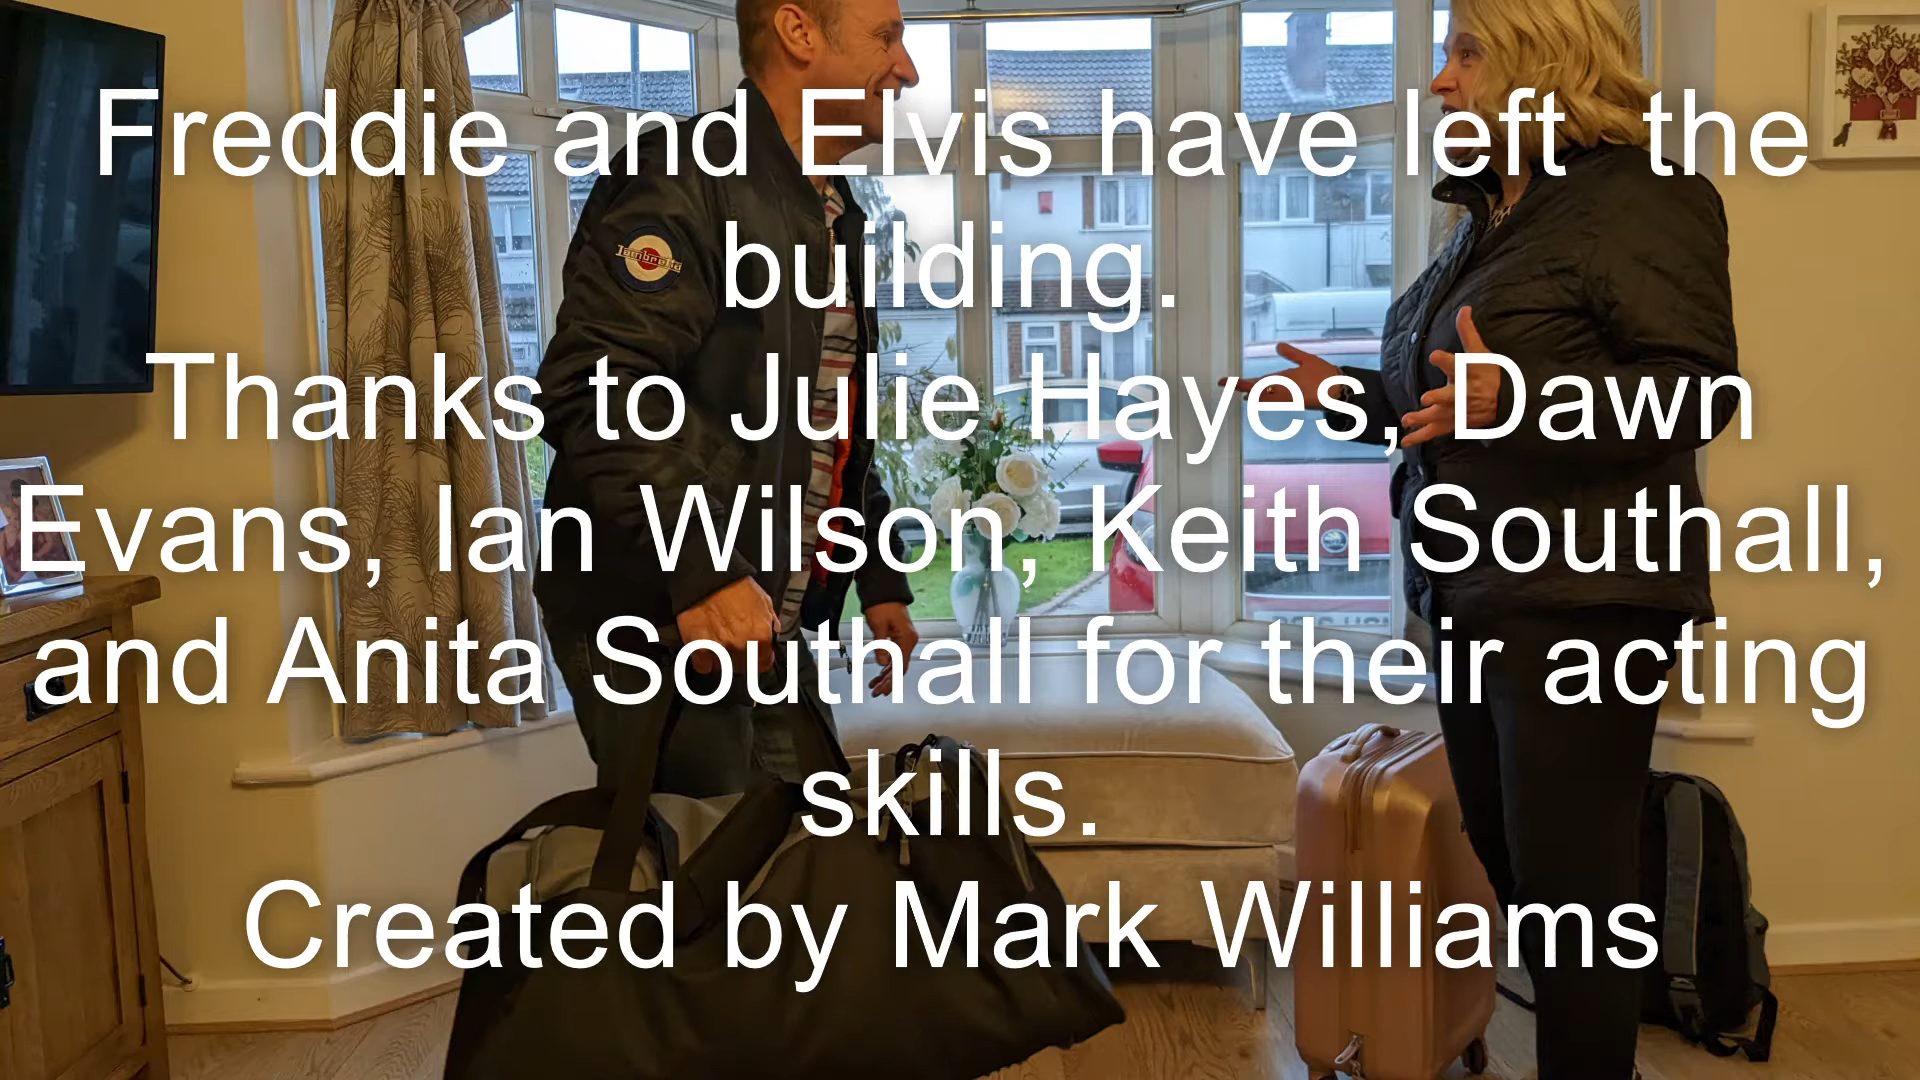 Freddie and Elvis have left  the
building.
Thanks to Julie Hayes, Dawn
Evans, Ian Wilson, Keith Southall,
and Anita Southall for their acting
skills.
Created by Mark Williams
Lambretta